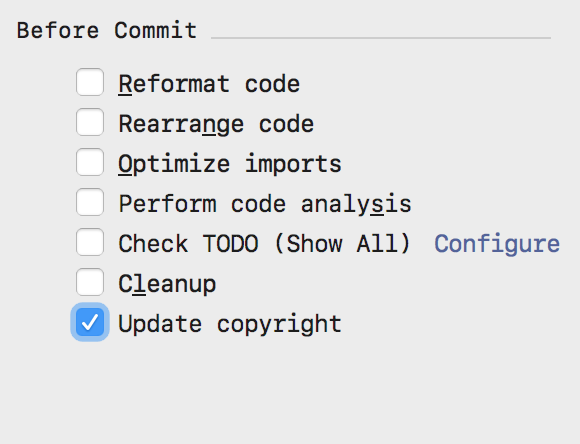 Before Commit
Reformat code
Rearrange code
Optimize imports
Perform code analysis
Check TODO (Show All) Configure
Cleanup
Update copyright